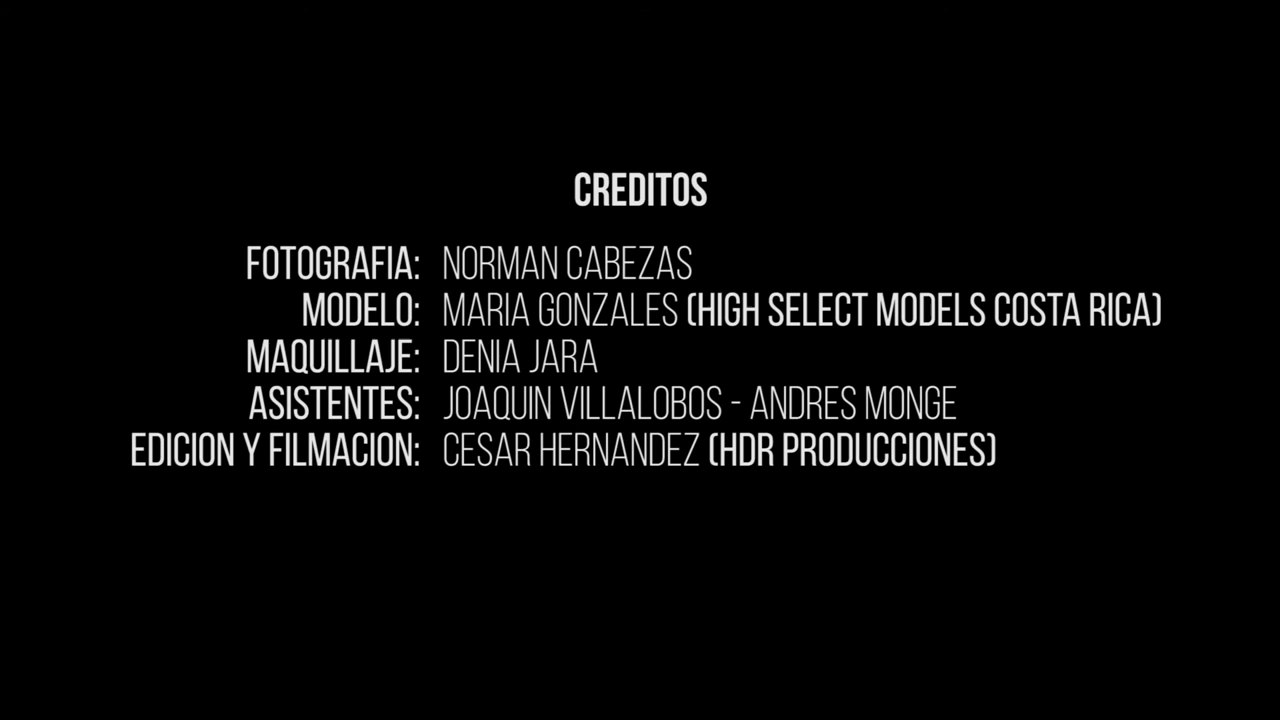 CREDITOS
FOTOGRAFIA: NORMAN CABEZAS
MODELO: MARIA GONZALES (HIGH SELECT MODELS COSTA RICA)
MAQUILLAJE: DENIA JARA
ASISTENTES: JOAQUIN VILLALOBOS - ANDRES MONGE
EDICION Y FILMACION: CESAR HERNANDEZ (HDR PRODUCCIONES)